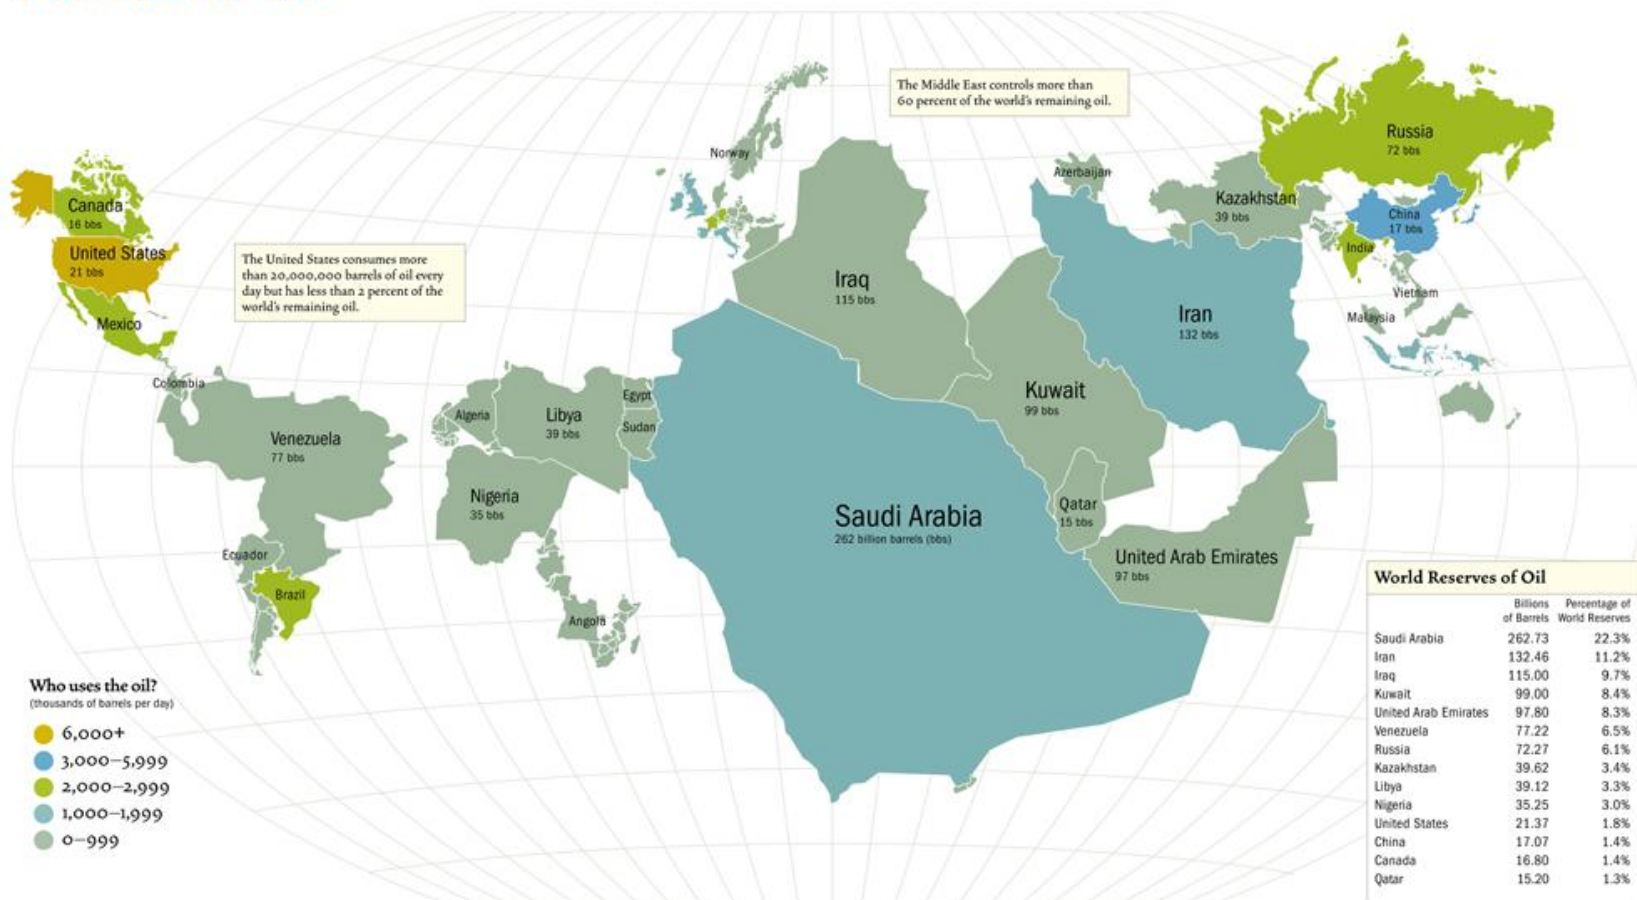 The Middle East controls more than
60 percent of the world's remaining oil.
Norway
Azerbaijan
Russia
72 bbs
Kazakhstan
39 bbs
China
17 bbs
India
Vietnam
Malaysia
Canada
16 bbs
United States
21 bbs
Mexico
The United States consumes more
than 20,000,000 barrels of oil every
day but has less than 2 percent of the
world's remaining oil.
Iraq
115 bbs
Iran
132 bbs
Kuwait
99 bbs
Colombia
Venezuela
77 bbs
Ecuador
Brazil
Algeria
Libya
39 bbs
Egypt
Sudan
Nigeria
35 bbs
Angola
Saudi Arabia
262 billion barrels (bbs)
Qatar
15 bbs
United Arab Emirates
97 bbs
Who uses the oil?
(thousands of barrels per day)
6,000+
3,000–5,999
2,000–2,999
1,000–1,999
0–999
World Reserves of Oil
Billions of Barrels Percentage of World Reserves
Saudi Arabia 262.73 22.3%
Iran 132.46 11.2%
Iraq 115.00 9.7%
Kuwait 99.00 8.4%
United Arab Emirates 97.80 8.3%
Venezuela 77.22 6.5%
Russia 72.27 6.1%
Kazakhstan 39.62 3.4%
Libya 39.12 3.3%
Nigeria 35.25 3.0%
United States 21.37 1.8%
China 17.07 1.4%
Canada 16.80 1.4%
Qatar 15.20 1.3%